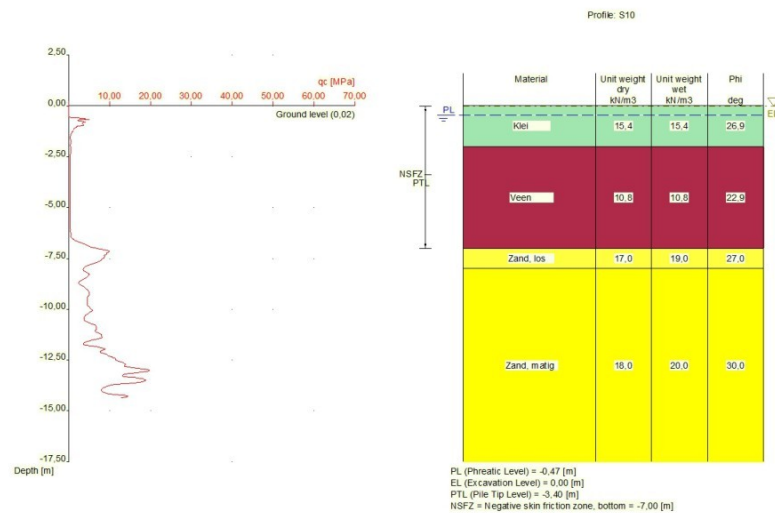 Profile: S10
2,50
qc [MPa]
10.00 20.00 30.00 40.00 50.00 60.00 70.00
0,00
Ground level (0,02)
-2,50
-5,00
-7,50
-10,00
-12,50
-15,00
-17,50
Depth [m]
Material Unit weight Unit weight Phi
dry wet
kN/m3 kN/m3 deg
PL
Klei 15,4 15,4 26,9
NSFZ
PTL
Veen 10,8 10,8 22,9
Zand, los 17,0 19,0 27,0
Zand, matig 18,0 20,0 30,0
PL (Phreatic Level) = -0,47 [m]
EL (Excavation Level) = 0,00 [m]
PTL (Pile Tip Level) = -3,40 [m]
NSFZ = Negative skin friction zone, bottom = -7,00 [m]